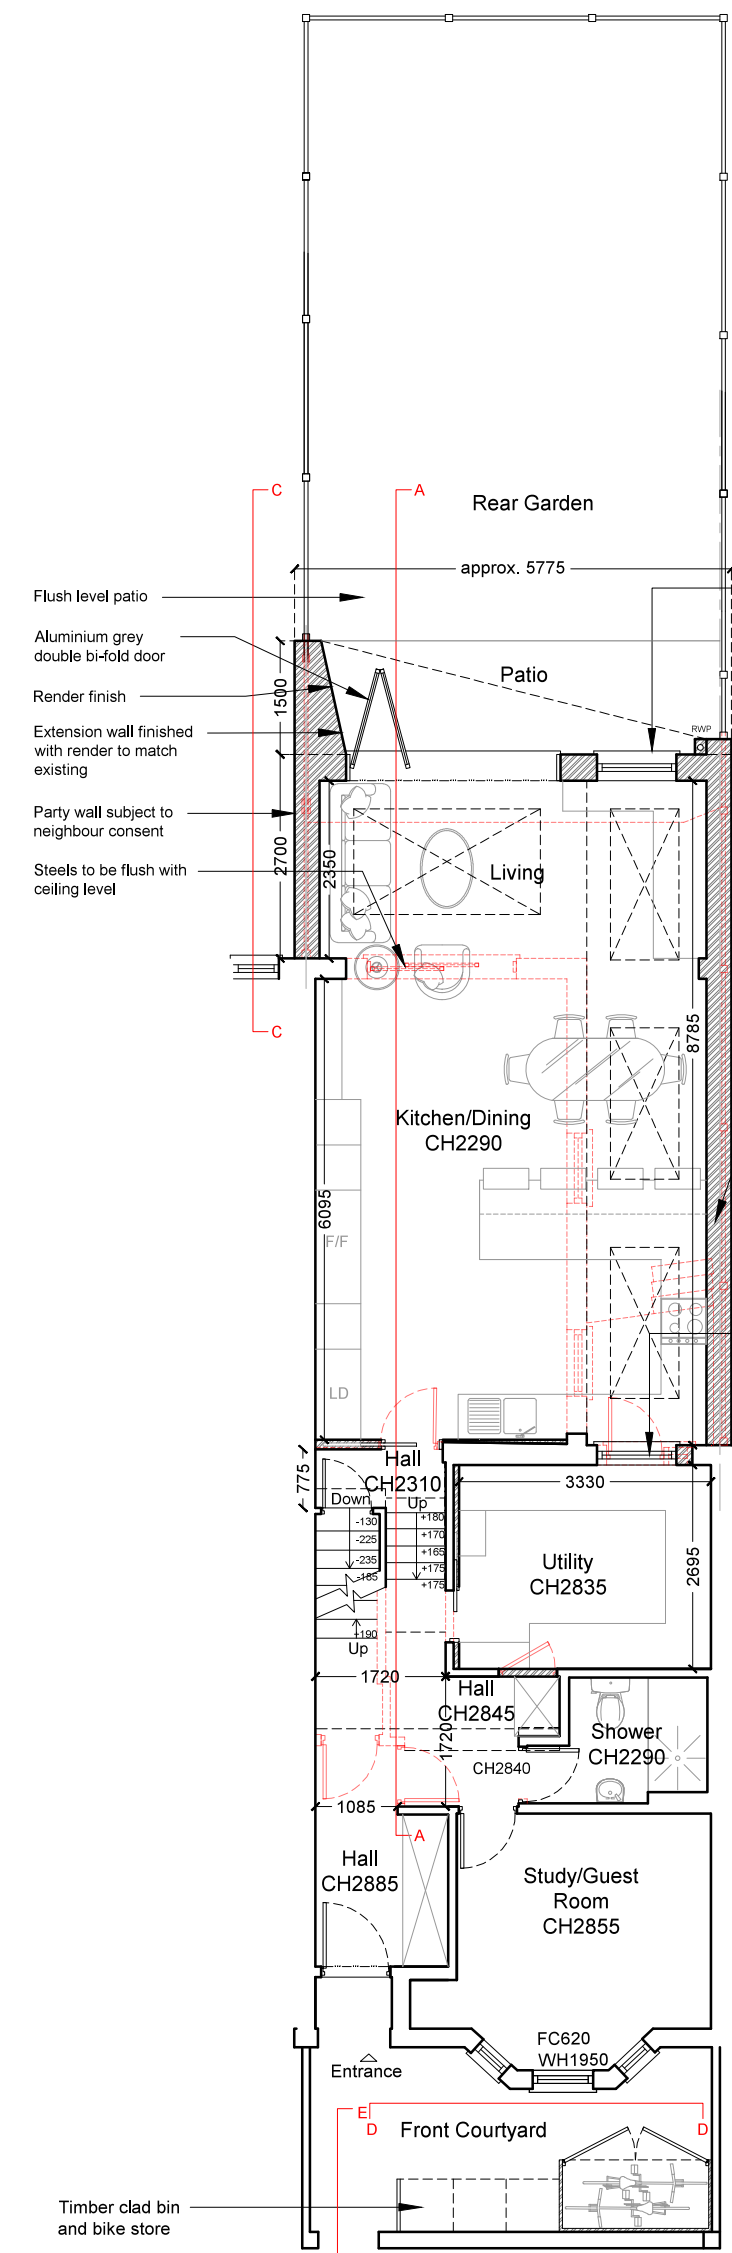 C
A
Rear Garden
approx. 5775
Flush level patio
Aluminium grey
double bi-fold door
Render finish
1500
Patio
RWP
Extension wall finished
with render to match
existing
Party wall subject to
neighbour consent
2700
2350
Living
Steels to be flush with
ceiling level
C
8785
Kitchen/Dining
CH2290
6095
F/F
LD
Hall
CH2310
775
Down
Up
3330
-130
-225
-235
-185
+180
+170
+165
+175
+175
Utility
CH2835
2695
+190
Up
1720
Hall
CH2845
1720
Shower
CH2290
CH2840
1085
A
Hall
CH2885
Study/Guest
Room
CH2855
FC620
WH1950
Entrance
E
D
D
Front Courtyard
Timber clad bin
and bike store